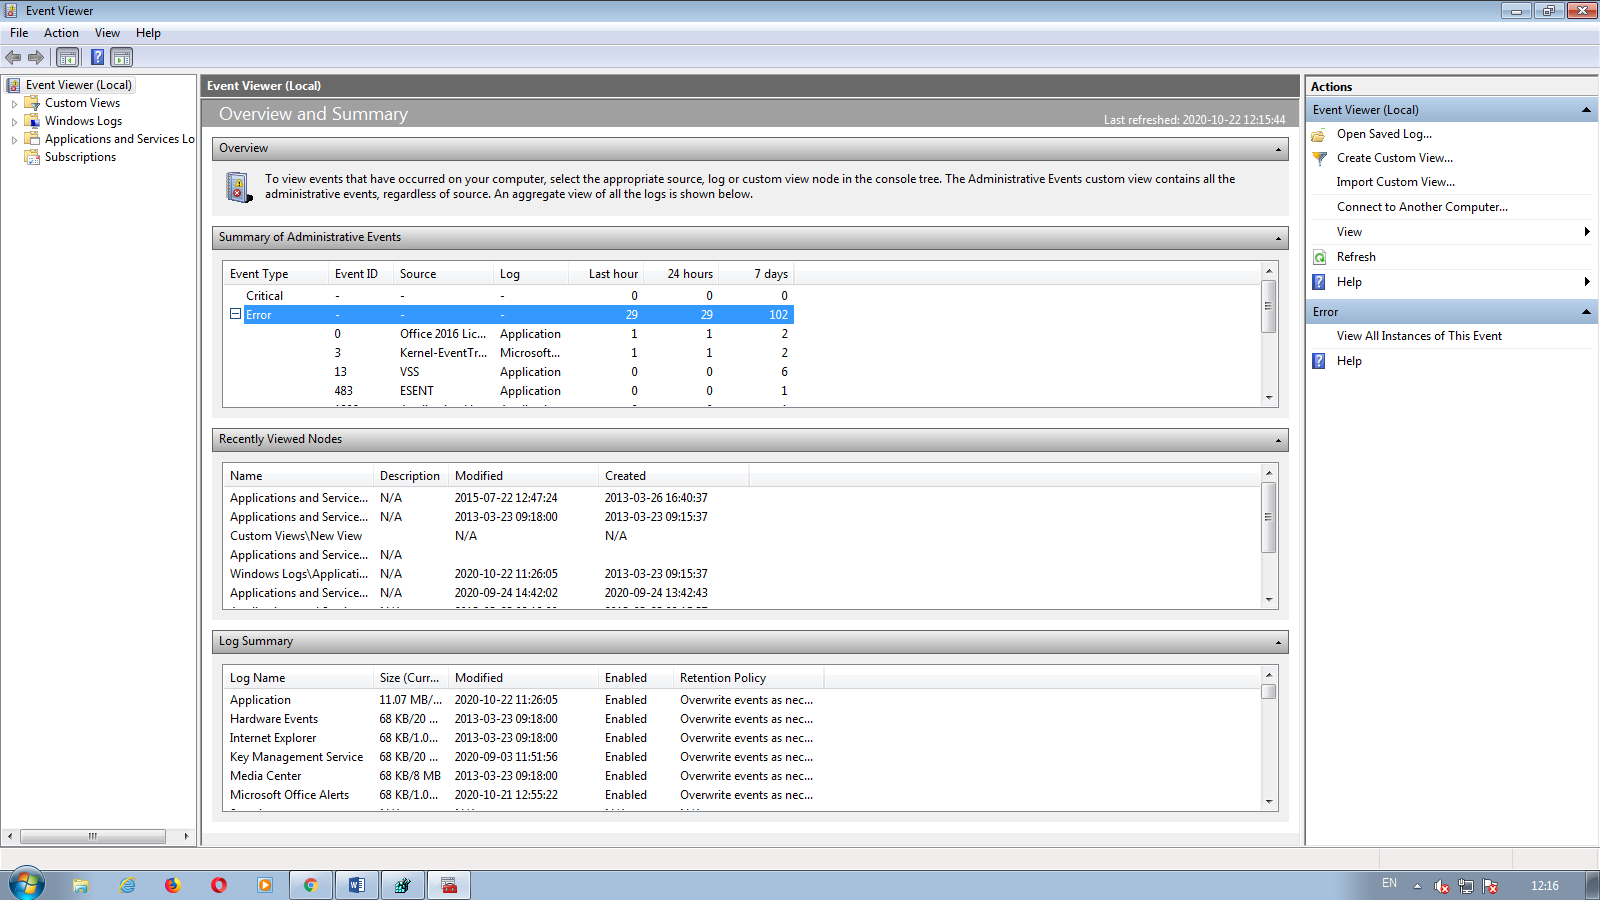 Event Viewer
File Action View Help
Event Viewer (Local)
Custom Views
Windows Logs
Applications and Services Lo
Subscriptions
Event Viewer (Local)
Overview and Summary
Last refreshed: 2020-10-22 12:15:44
Overview
To view events that have occurred on your computer, select the appropriate source, log or custom view node in the console tree. The Administrative Events custom view contains all the
administrative events, regardless of source. An aggregate view of all the logs is shown below.
Summary of Administrative Events
Event Type Event ID Source Log Last hour 24 hours 7 days
Critical - - - 0 0 0
Error - - - 29 29 102
0 Office 2016 Lic... Application 1 1 2
3 Kernel-EventTr... Microsoft... 1 1 2
13 VSS Application 0 0 6
483 ESENT Application 0 0 1
Recently Viewed Nodes
Name Description Modified Created
Applications and Service... N/A 2015-07-22 12:47:24 2013-03-26 16:40:37
Applications and Service... N/A 2013-03-23 09:18:00 2013-03-23 09:15:37
Custom Views\New View N/A N/A
Applications and Service... N/A
Windows Logs\Applicati... N/A 2020-10-22 11:26:05 2013-03-23 09:15:37
Applications and Service... N/A 2020-09-24 14:42:02 2020-09-24 13:42:43
Log Summary
Log Name Size (Curr... Modified Enabled Retention Policy
Application 11.07 MB/... 2020-10-22 11:26:05 Enabled Overwrite events as nec...
Hardware Events 68 KB/20 ... 2013-03-23 09:18:00 Enabled Overwrite events as nec...
Internet Explorer 68 KB/1.0... 2013-03-23 09:18:00 Enabled Overwrite events as nec...
Key Management Service 68 KB/20 ... 2020-09-03 11:51:56 Enabled Overwrite events as nec...
Media Center 68 KB/8 MB 2013-03-23 09:18:00 Enabled Overwrite events as nec...
Microsoft Office Alerts 68 KB/1.0... 2020-10-21 12:55:22 Enabled Overwrite events as nec...
Actions
Event Viewer (Local)
Open Saved Log...
Create Custom View...
Import Custom View...
Connect to Another Computer...
View
Refresh
Help
Error
View All Instances of This Event
Help
EN 12:16